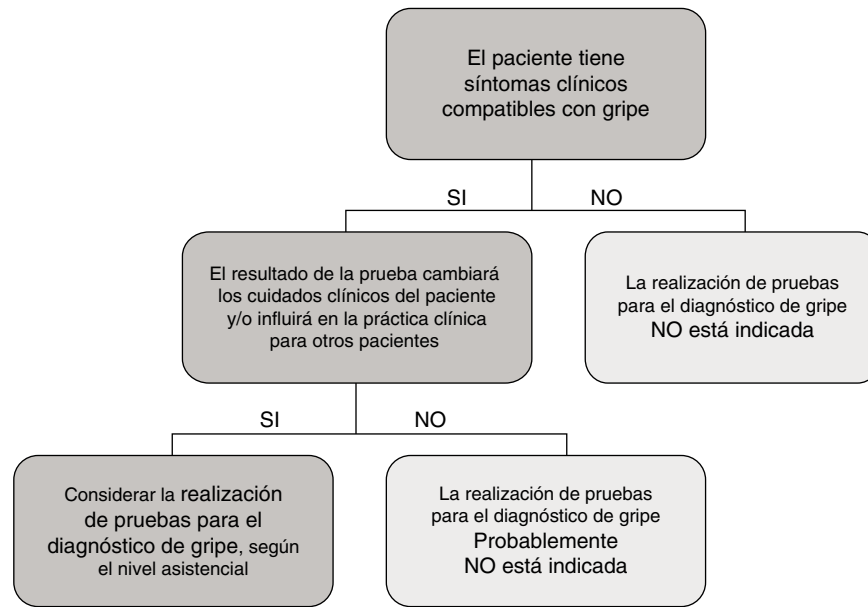 El paciente tiene
síntomas clínicos
compatibles con gripe
SI
NO
El resultado de la prueba cambiará
los cuidados clínicos del paciente
y/o influirá en la práctica clínica
para otros pacientes
La realización de pruebas
para el diagnóstico de gripe
NO está indicada
SI
NO
Considerar la realización
de pruebas para el
diagnóstico de gripe, según
el nivel asistencial
La realización de pruebas
para el diagnóstico de gripe
Probablemente
NO está indicada